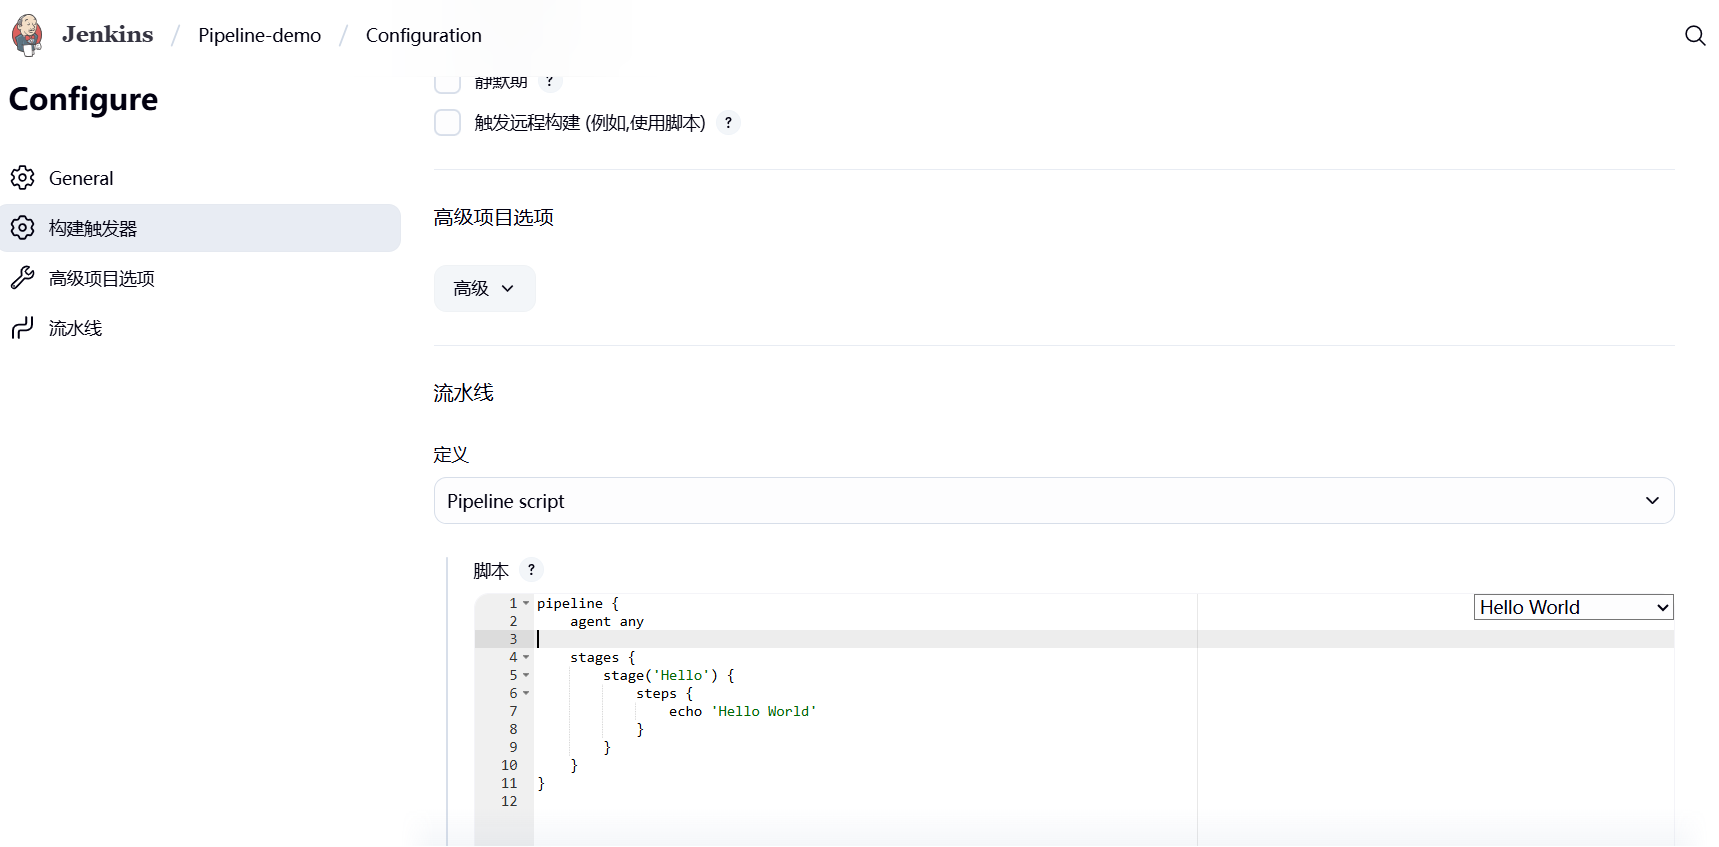 Jenkins / Pipeline-demo / Configuration
Configure
General
构建触发器
高级项目选项
流水线
静默期 ?
触发远程构建 (例如,使用脚本) ?
高级项目选项
高级
流水线
定义
Pipeline script
脚本 ?
Hello World
1 pipeline {
2     agent any
3
4     stages {
5         stage('Hello') {
6             steps {
7                 echo 'Hello World'
8             }
9         }
10     }
11 }
12